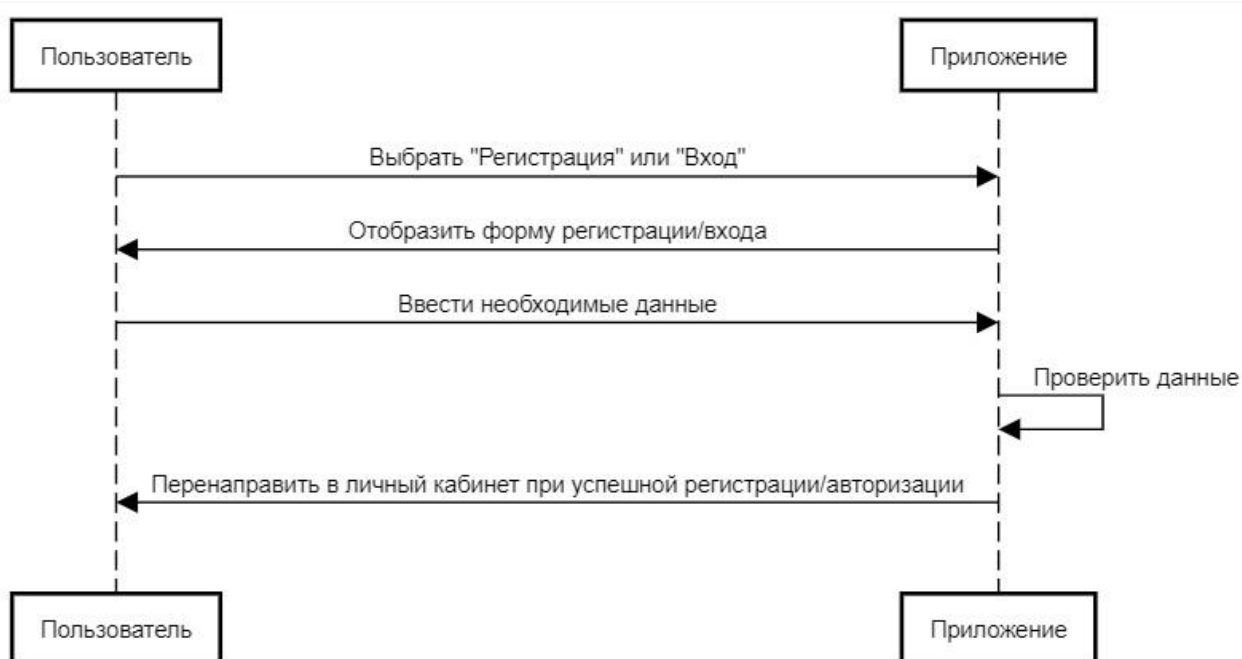 Пользователь
Приложение
Выбрать "Регистрация" или "Вход"
Отобразить форму регистрации/входа
Ввести необходимые данные
Проверить данные
Перенаправить в личный кабинет при успешной регистрации/авторизации
Пользователь
Приложение